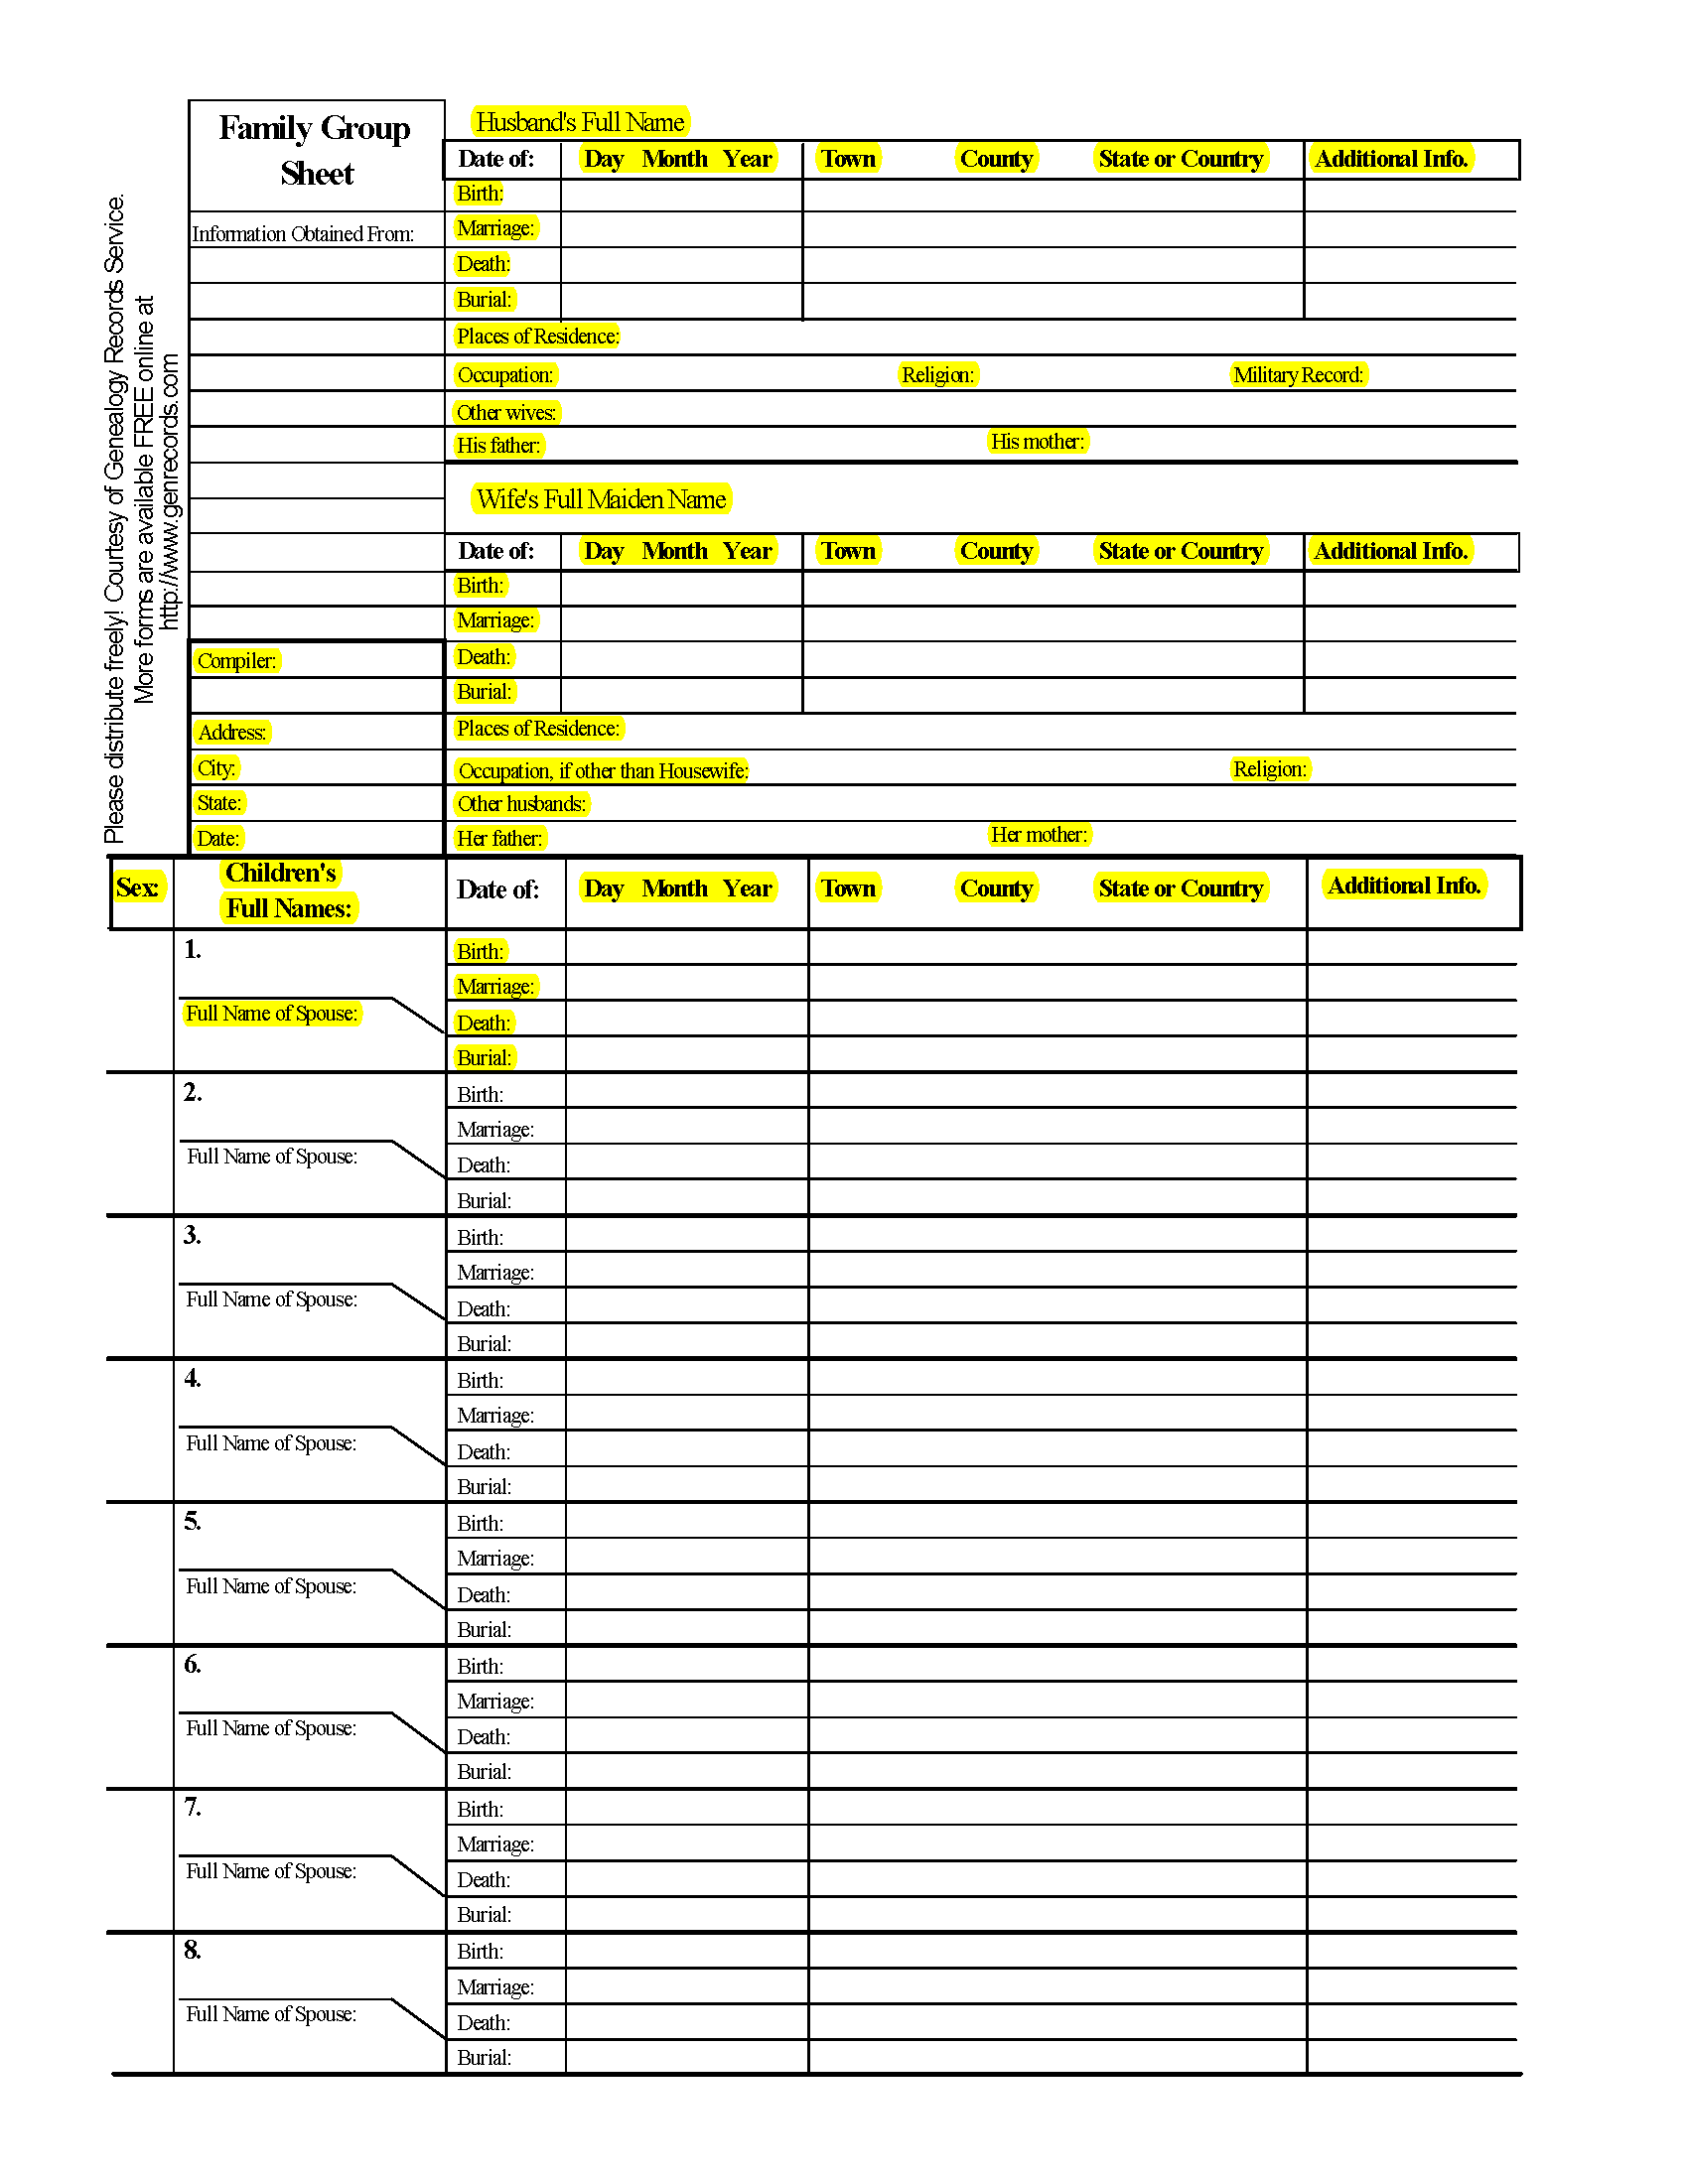 Please distribute freely! Courtesy of Genealogy Records Service.
More forms are available FREE online at
http://www.genrecords.com
Family Group
Sheet
Information Obtained From:
Compiler:
Address:
City:
State:
Date:
Husband's Full Name
Date of: Day Month Year Town County State or Country Additional Info.
Birth:
Marriage:
Death:
Burial:
Places of Residence:
Occupation: Religion: Military Record:
Other wives:
His father: His mother:
Wife's Full Maiden Name
Date of: Day Month Year Town County State or Country Additional Info.
Birth:
Marriage:
Death:
Burial:
Places of Residence:
Occupation, if other than Housewife: Religion:
Other husbands:
Her father: Her mother:
Sex: Children's
Full Names: Date of: Day Month Year Town County State or Country Additional Info.
1. Birth:
Marriage:
Full Name of Spouse: Death:
Burial:
2. Birth:
Marriage:
Full Name of Spouse: Death:
Burial:
3. Birth:
Marriage:
Full Name of Spouse: Death:
Burial:
4. Birth:
Marriage:
Full Name of Spouse: Death:
Burial:
5. Birth:
Marriage:
Full Name of Spouse: Death:
Burial:
6. Birth:
Marriage:
Full Name of Spouse: Death:
Burial:
7. Birth:
Marriage:
Full Name of Spouse: Death:
Burial:
8. Birth:
Marriage:
Full Name of Spouse: Death:
Burial: